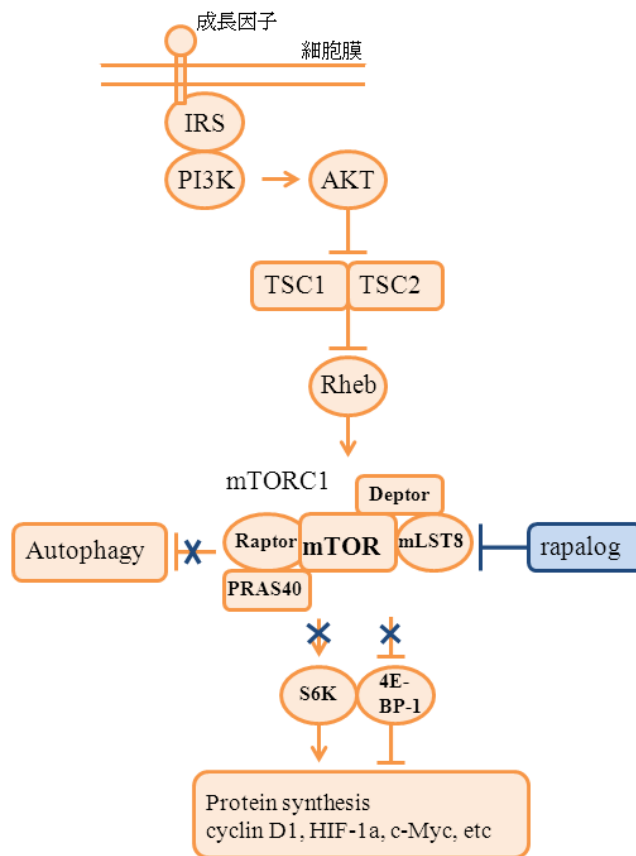 成長因子
細胞膜
IRS
PI3K
AKT
TSC1
TSC2
Rheb
mTORC1
Deptor
Autophagy
Raptor
mTOR
mLST8
rapalog
PRAS40
S6K
4E-
BP-1
Protein synthesis
cyclin D1, HIF-1a, c-Myc, etc